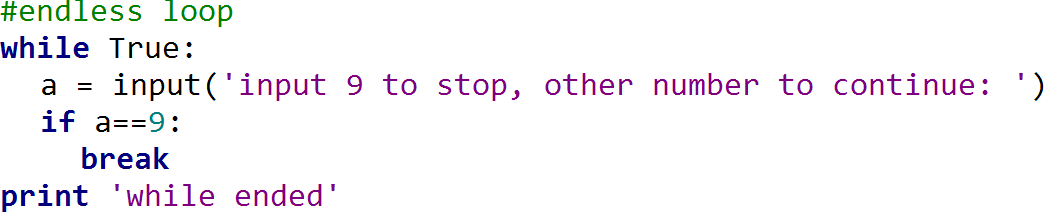 #endless loop
while True:
    a = input('input 9 to stop, other number to continue: ')
    if a==9:
        break
print 'while ended'